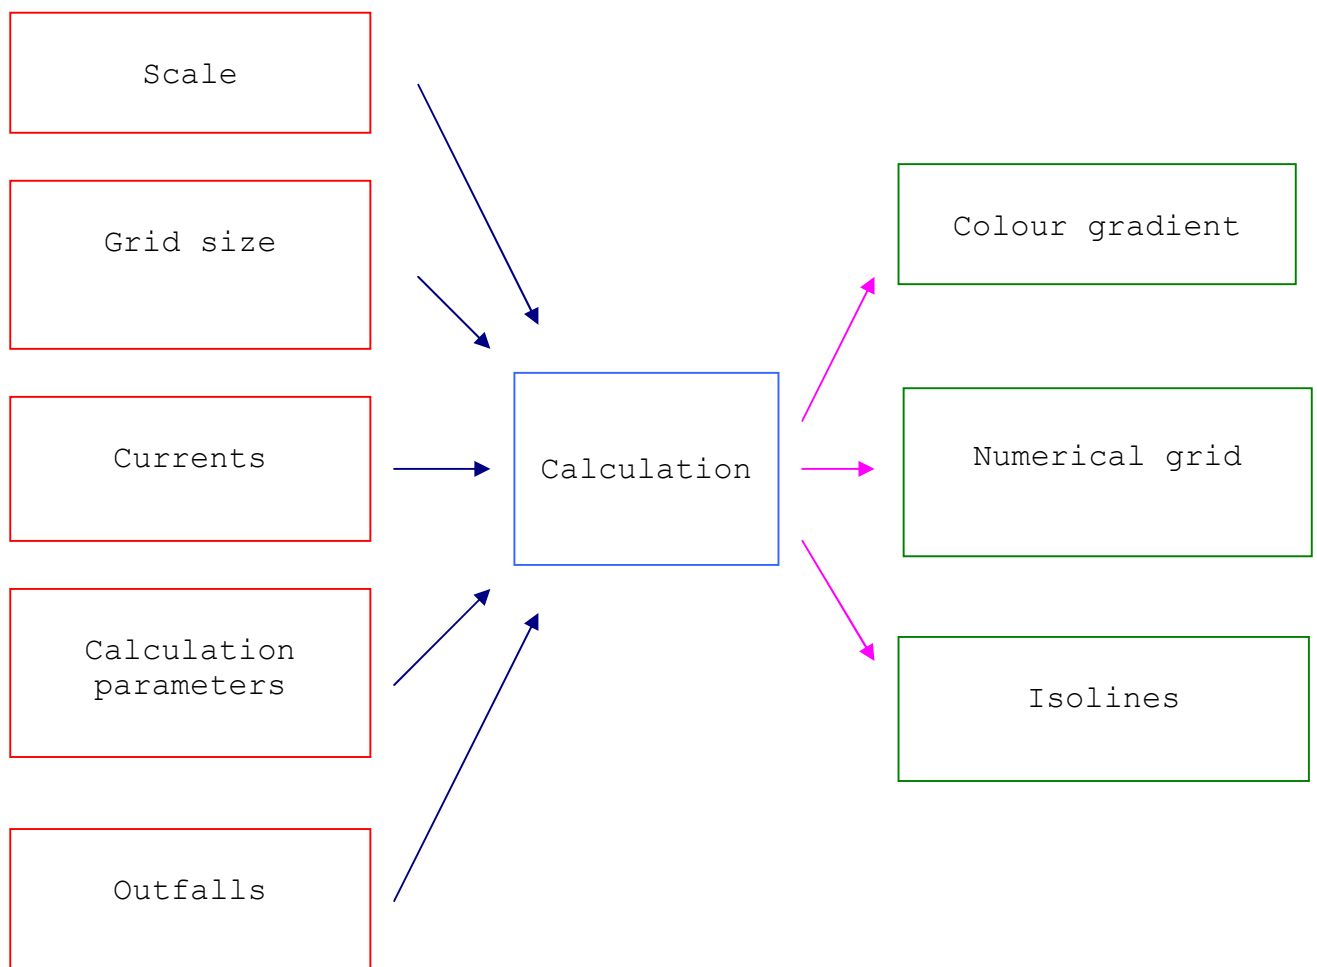 Scale
Grid size
Currents
Calculation
parameters
Outfalls
Calculation
Colour gradient
Numerical grid
Isolines